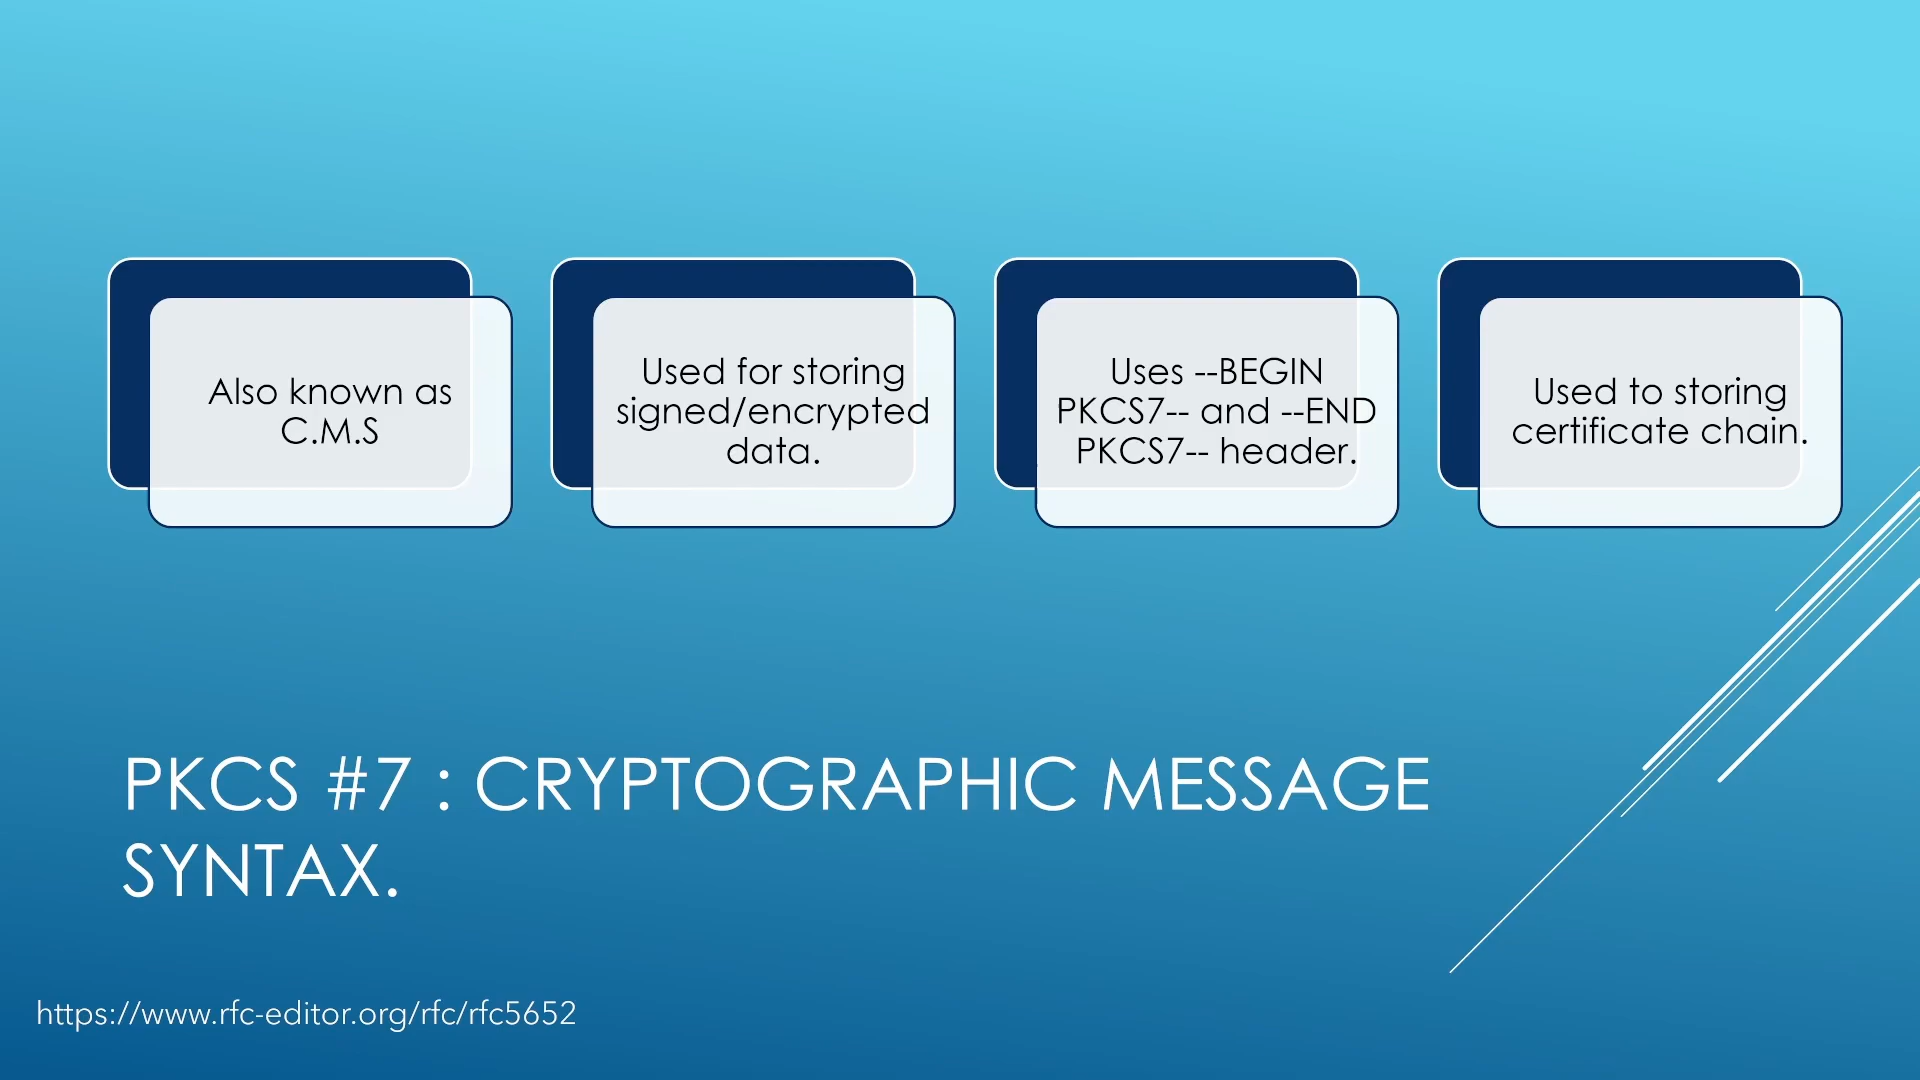 Also known as
C.M.S
Used for storing
signed/encrypted
data.
Uses --BEGIN
PKCS7-- and --END
PKCS7-- header.
Used to storing
certificate chain.
PKCS #7 : CRYPTOGRAPHIC MESSAGE
SYNTAX.
https://www.rfc-editor.org/rfc/rfc5652